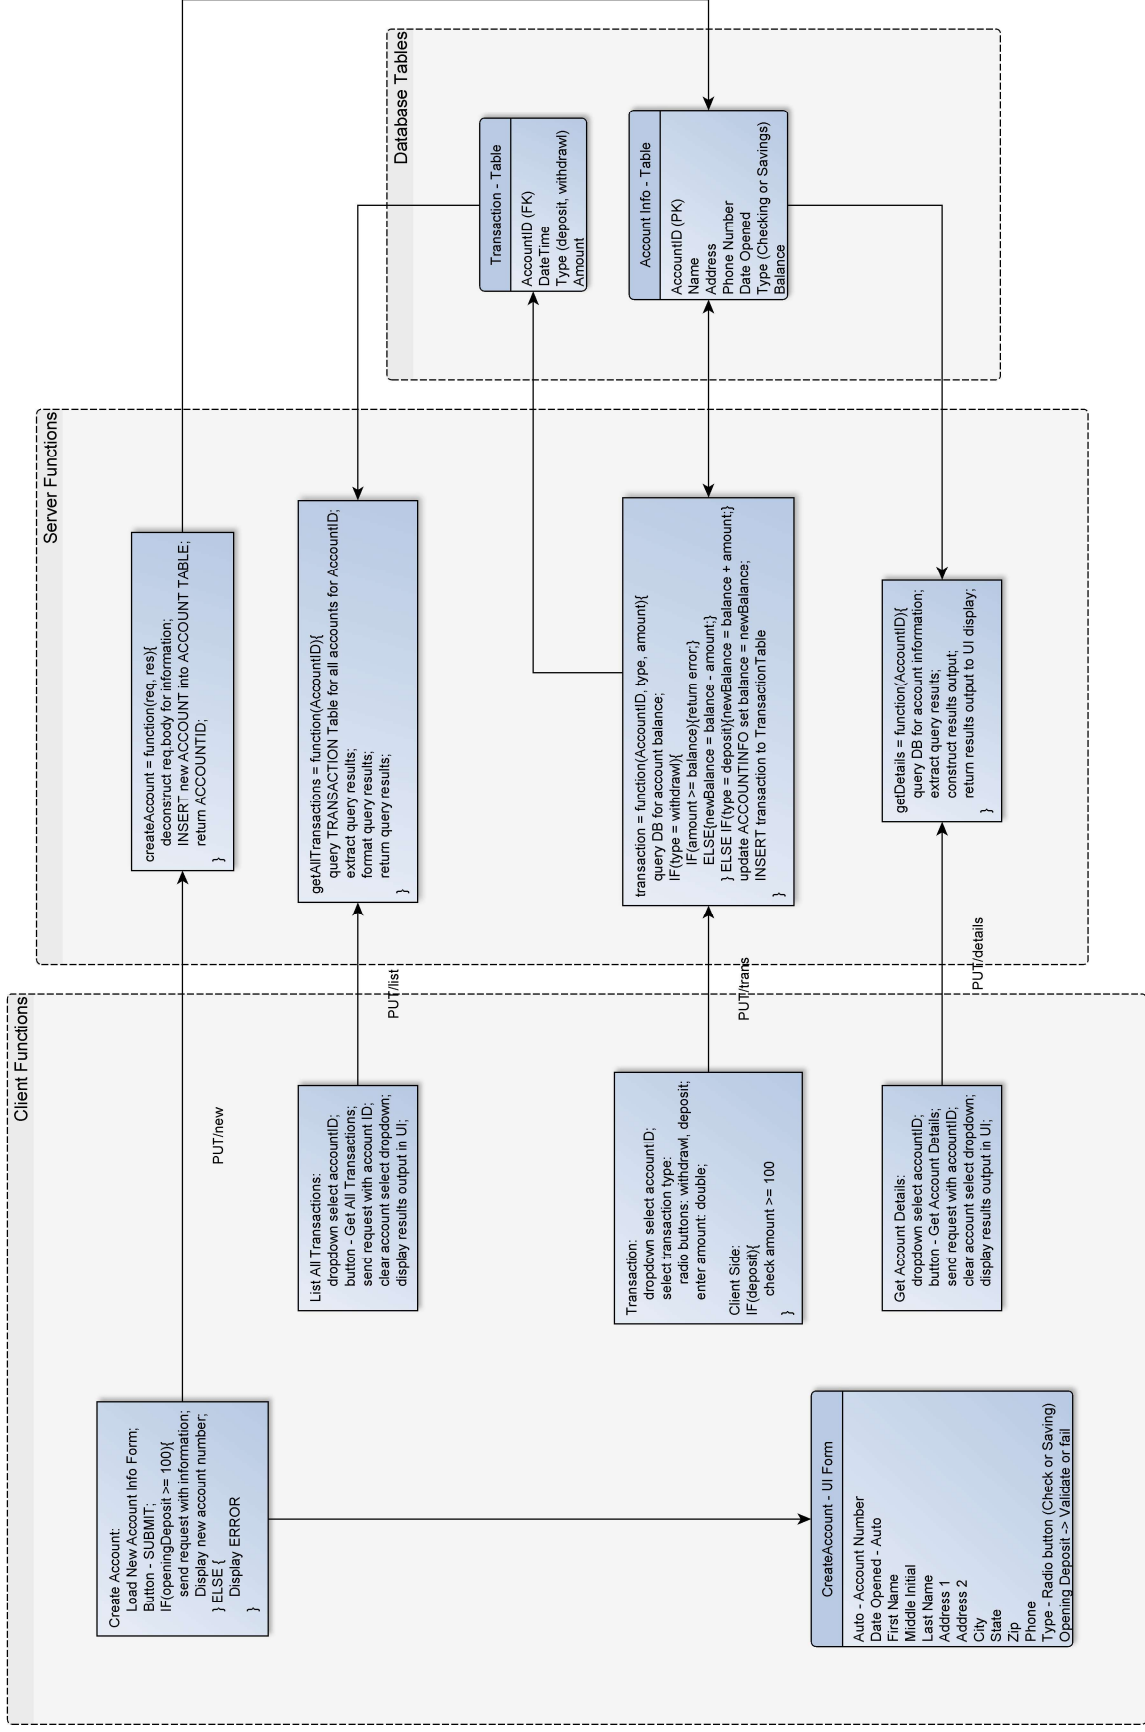 Client Functions
Create Account:
Load New Account Info Form;
Button - SUBMIT;
IF(openingDeposit >= 100){
send request with information;
Display new account number;
} ELSE {
Display ERROR
}
PUT/new
List All Transactions:
dropdown select accountID;
button - Get All Transactions;
send request with account ID;
clear account select dropdown;
display results output in UI;
PUT/list
Transaction:
dropdown select accountID;
select transaction type:
radio buttons: withdrawl, deposit;
enter amount: double;
Client Side:
IF(deposit){
check amount >= 100
}
PUT/trans
Get Account Details:
dropdown select accountID;
button - Get Account Details;
send request with accountID;
clear account select dropdown;
display results output in UI;
PUT/details
CreateAccount - UI Form
Auto - Account Number
Date Opened - Auto
First Name
Middle Initial
Last Name
Address 1
Address 2
City
State
Zip
Phone
Type - Radio button (Check or Saving)
Opening Deposit -> Validate or fail
Server Functions
createAccount = function(req, res){
deconstruct req.body for information;
INSERT new ACCOUNT into ACCOUNT TABLE;
return ACCOUNTID;
}
getAllTransactions = function(AccountID){
query TRANSACTION Table for all accounts for AccountID;
extract query results;
format query results;
return query results;
}
transaction = function(AccountID, type, amount){
query DB for account balance;
IF(type = withdrawl){
IF(amount >= balance){return error;}
ELSE{newBalance = balance - amount;}
} ELSE IF(type = deposit){newBalance = balance + amount;}
update ACCOUNTINFO set balance = newBalance;
INSERT transaction to TransactionTable
}
getDetails = function(AccountID){
query DB for account information;
extract query results;
construct results output;
return results output to UI display;
}
Database Tables
Transaction - Table
AccountID (FK)
DateTime
Type (deposit, withdrawl)
Amount
Account Info - Table
AccountID (PK)
Name
Address
Phone Number
Date Opened
Type (Checking or Savings)
Balance